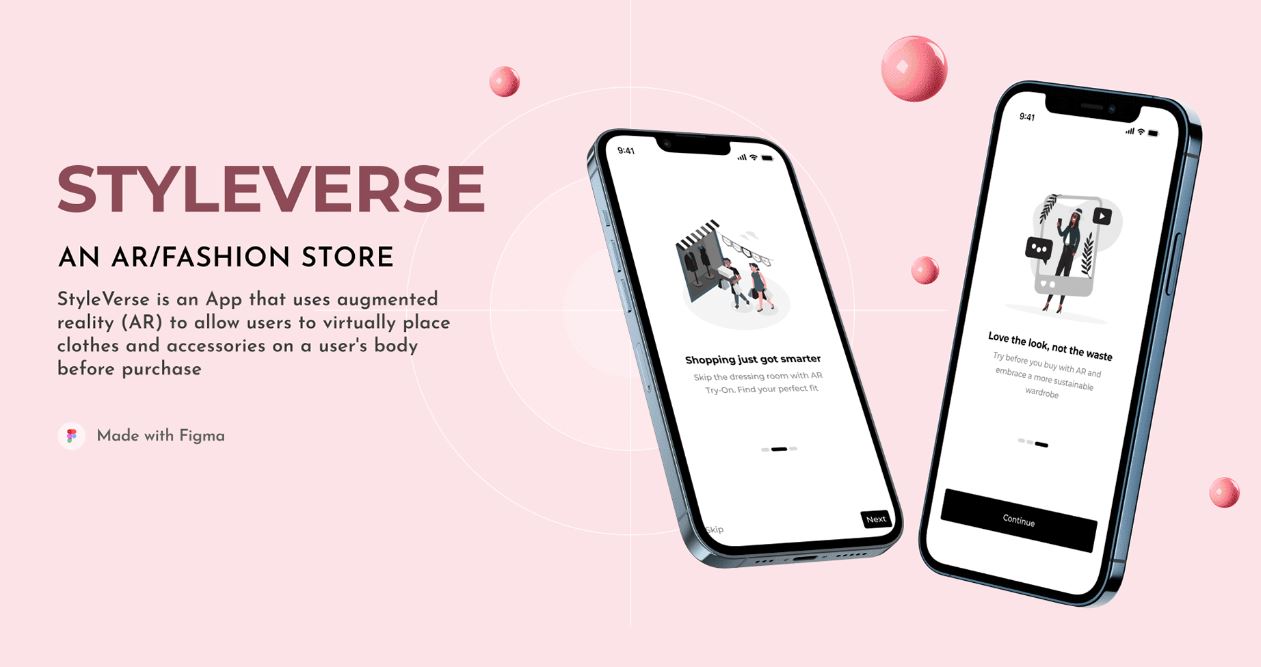 STYLEVERSE
AN AR/FASHION STORE
StyleVerse is an App that uses augmented
reality (AR) to allow users to virtually place
clothes and accessories on a user's body
before purchase
Made with Figma
9:41
Shopping just got smarter
Skip the dressing room with AR
Try-On. Find your perfect fit
Skip
Next
9:41
Love the look, not the waste
Try before you buy with AR and
embrace a more sustainable
wardrobe
Continue